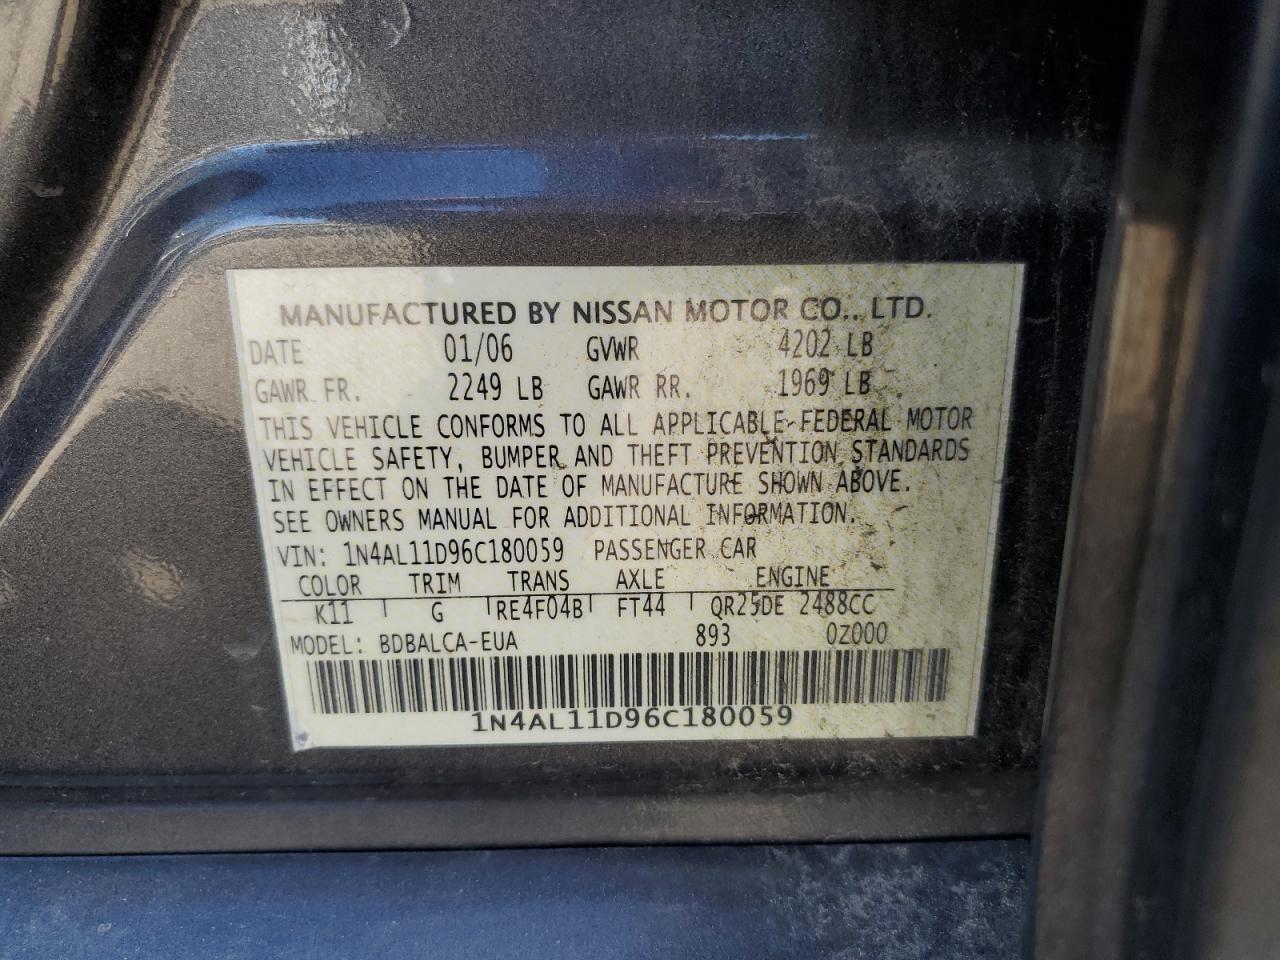 MANUFACTURED BY NISSAN MOTOR CO., LTD.
DATE 01/06 GVWR 4202 LB
GAWR FR. 2249 LB GAWR RR. 1969 LB
THIS VEHICLE CONFORMS TO ALL APPLICABLE FEDERAL MOTOR
VEHICLE SAFETY, BUMPER AND THEFT PREVENTION STANDARDS
IN EFFECT ON THE DATE OF MANUFACTURE SHOWN ABOVE.
SEE OWNERS MANUAL FOR ADDITIONAL INFORMATION.
VIN: 1N4AL11D96C180059 PASSENGER CAR
COLOR TRIM TRANS AXLE ENGINE
K11 G RE4F04B FT44 QR25DE 2488CC
MODEL: BDBALCA-EUA 893 0Z000
1N4AL11D96C180059